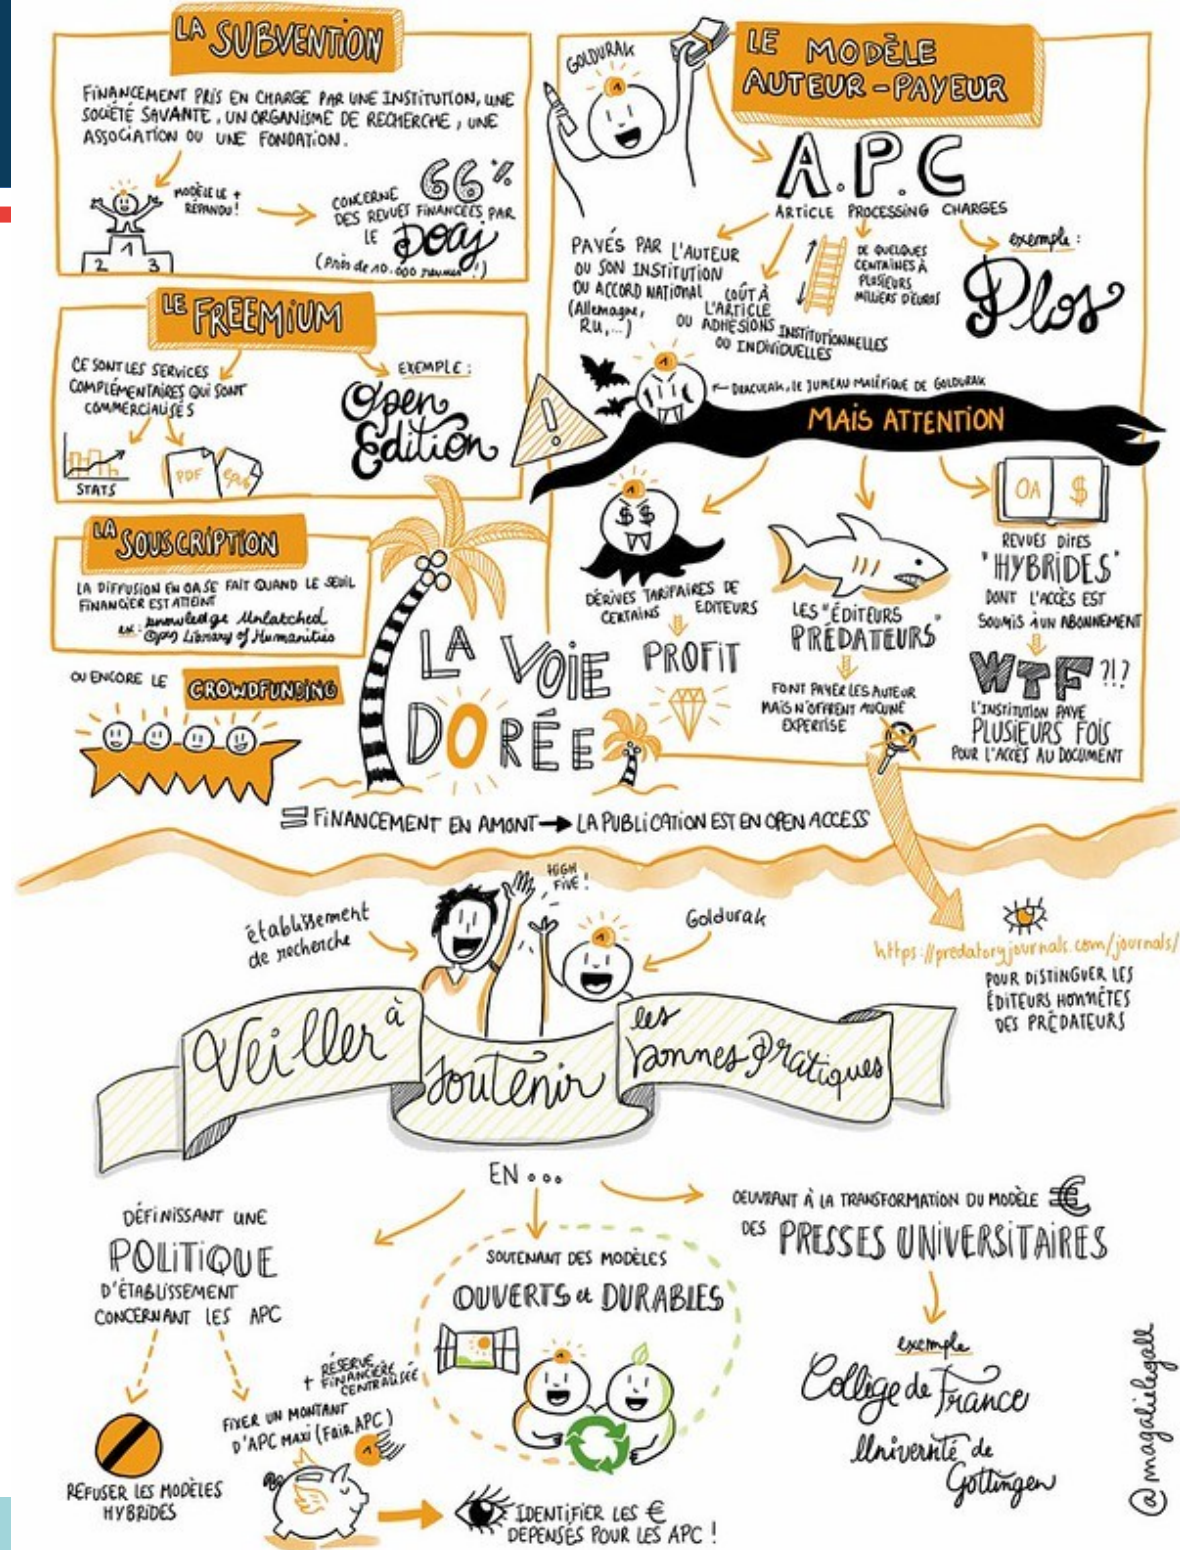 LA SUBVENTION
FINANCEMENT PRIS EN CHARGE PAR UNE INSTITUTION, UNE
SOCIÉTÉ SAVANTE, UN ORGANISME DE RECHERCHE, UNE
ASSOCIATION OU UNE FONDATION.
MODÈLE LE +
RÉPANDU !
1
2 3
CONCERNE 66%
DES REVUES FINANCÉES PAR
LE DOAJ
(Près de 10.000 revues !)
LE FREEMIUM
CE SONT LES SERVICES
COMPLÉMENTAIRES QUI SONT
COMMERCIALISÉS
STATS
PDF epub
EXEMPLE :
Open
Edition
LA SOUSCRIPTION
LA DIFFUSION EN OA SE FAIT QUAND LE SEUIL
FINANCIER EST ATTEINT
ex : Knowledge Unlatched
Open Library of Humanities
OU ENCORE LE CROWDFUNDING
GOLDURAK
LE MODÈLE
AUTEUR-PAYEUR
A.P.C
ARTICLE PROCESSING CHARGES
PAYÉS PAR L'AUTEUR
OU SON INSTITUTION
OU ACCORD NATIONAL
(Allemagne,
RU,...)
COÛT À
L'ARTICLE
OU ADHÉSIONS INSTITUTIONNELLES
OU INDIVIDUELLES
DE QUELQUES
CENTAINES À
PLUSIEURS
MILLIERS D'EUROS
exemple :
Plos
DRACULAK, LE JUMEAU MALÉFIQUE DE GOLDURAK
!
MAIS ATTENTION
$ $
DÉRIVES TARIFAIRES DE
CERTAINS EDITEURS
PROFIT
LES "ÉDITEURS
PRÉDATEURS"
FONT PAYER LES AUTEUR
MAIS N'OFFRENT AUCUNE
EXPERTISE
OA $
REVUES DITES
"HYBRIDES"
DONT L'ACCÈS EST
SOUMIS À UN ABONNEMENT
WTF ?!?
L'INSTITUTION PAYE
PLUSIEURS FOIS
POUR L'ACCÈS AU DOCUMENT
LA VOIE
DORÉE
= FINANCEMENT EN AMONT → LA PUBLICATION EST EN OPEN ACCESS
https://predatoryjournals.com/journals/
POUR DISTINGUER LES
ÉDITEURS HONNÊTES
DES PRÉDATEURS
établissement
de recherche
HIGH
FIVE !
Goldurak
Veiller à soutenir les bonnes pratiques
EN ...
DÉFINISSANT UNE
POLITIQUE
D'ÉTABLISSEMENT
CONCERNANT LES APC
REFUSER LES MODÈLES
HYBRIDES
+ RÉSERVE
FINANCIÈRE
CENTRALISÉE
FIXER UN MONTANT
D'APC MAXI (Fair APC)
IDENTIFIER LES €
DEPENSÉS POUR LES APC !
SOUTENANT DES MODÈLES
OUVERTS et DURABLES
OEUVRANT À LA TRANSFORMATION DU MODÈLE €
DES PRESSES UNIVERSITAIRES
exemple
Collège de France
Université de
Gottingen
@magalielegall